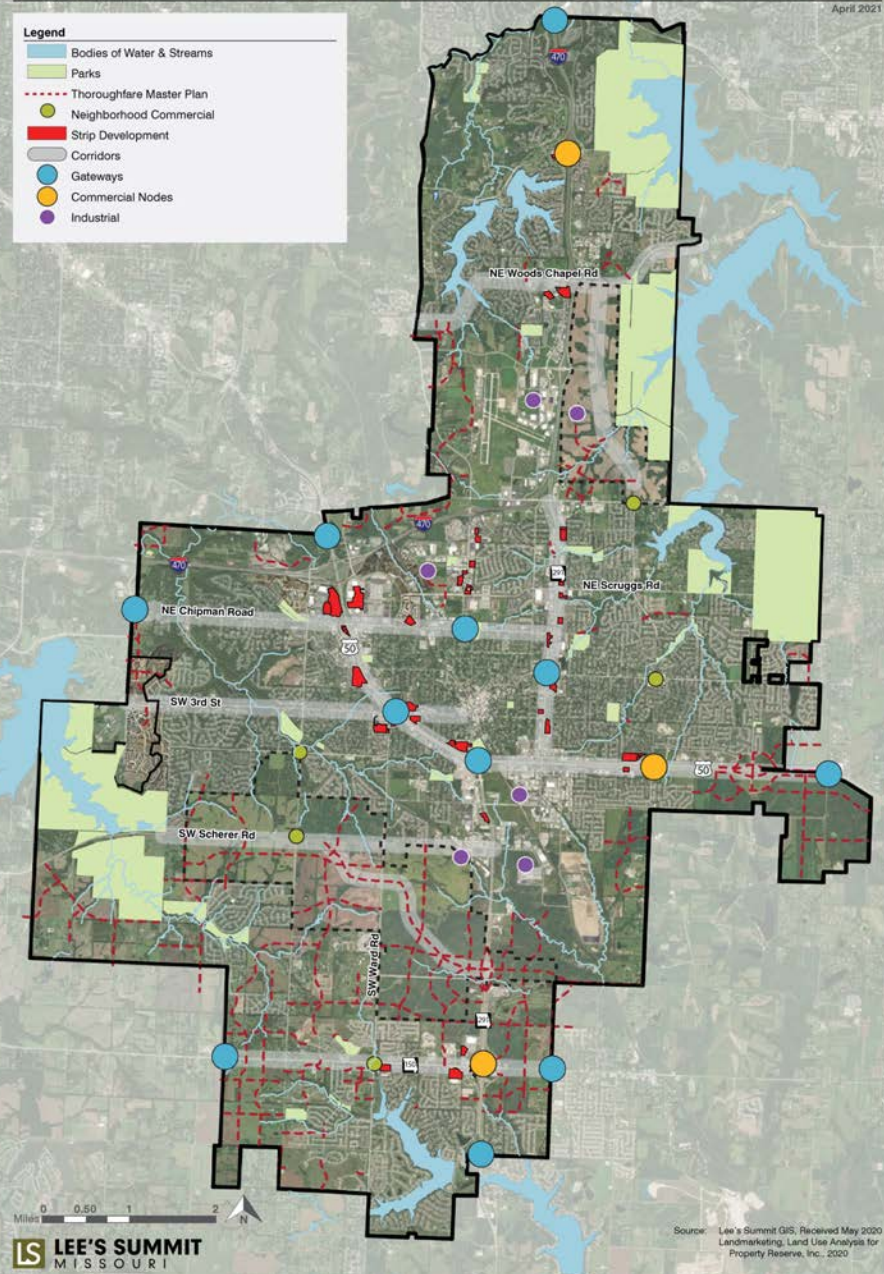 April 2021
Legend
Bodies of Water & Streams
Parks
Thoroughfare Master Plan
Neighborhood Commercial
Strip Development
Corridors
Gateways
Commercial Nodes
Industrial
470
NE Woods Chapel Rd
470
470
291
NE Scruggs Rd
NE Chipman Road
50
SW 3rd St
50
SW Scherer Rd
SW Ward Rd
291
150
Miles 0 0.50 1 2
N
Source: Lee's Summit GIS, Received May 2020
Landmarketing, Land Use Analysis for
Property Reserve, Inc., 2020
LS LEE'S SUMMIT
MISSOURI